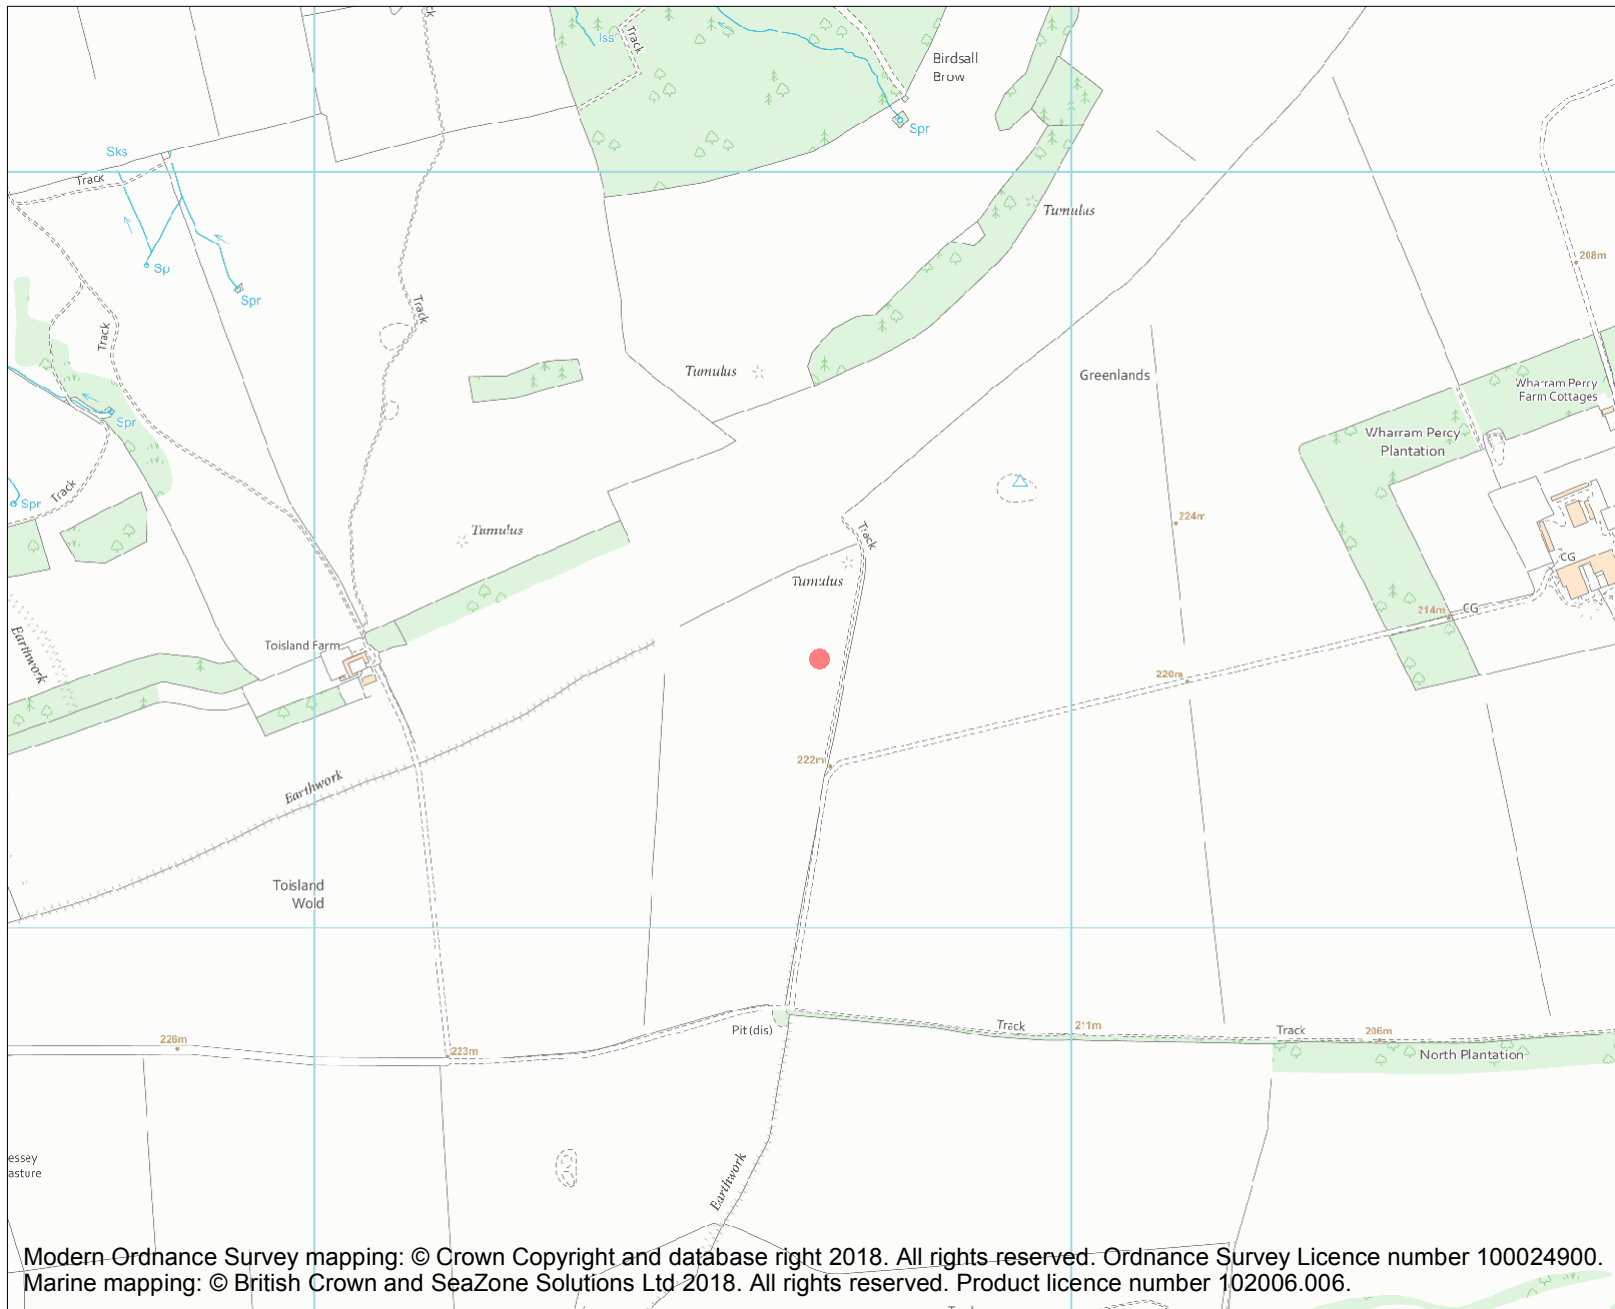 Track
Iss
Track
Birdsall
Brow
Spr
Sks
Track
Tumulus
Sp
Spr
208m
Track
Track
Tumulus
Greenlands
Wharram Percy
Farm Cottages
Spr
Wharram Percy
Plantation
Track
Spr
224m
Tumulus
Track
CG
Tumulus
214m
CG
Earthwork
Toisland Farm
220m
222m
Earthwork
Toisland
Wold
Pit (dis)
Track
211m
Track
206m
226m
223m
North Plantation
essey
asture
Earthwork
Modern Ordnance Survey mapping: © Crown Copyright and database right 2018. All rights reserved. Ordnance Survey Licence number 100024900.
Marine mapping: © British Crown and SeaZone Solutions Ltd 2018. All rights reserved. Product licence number 102006.006.